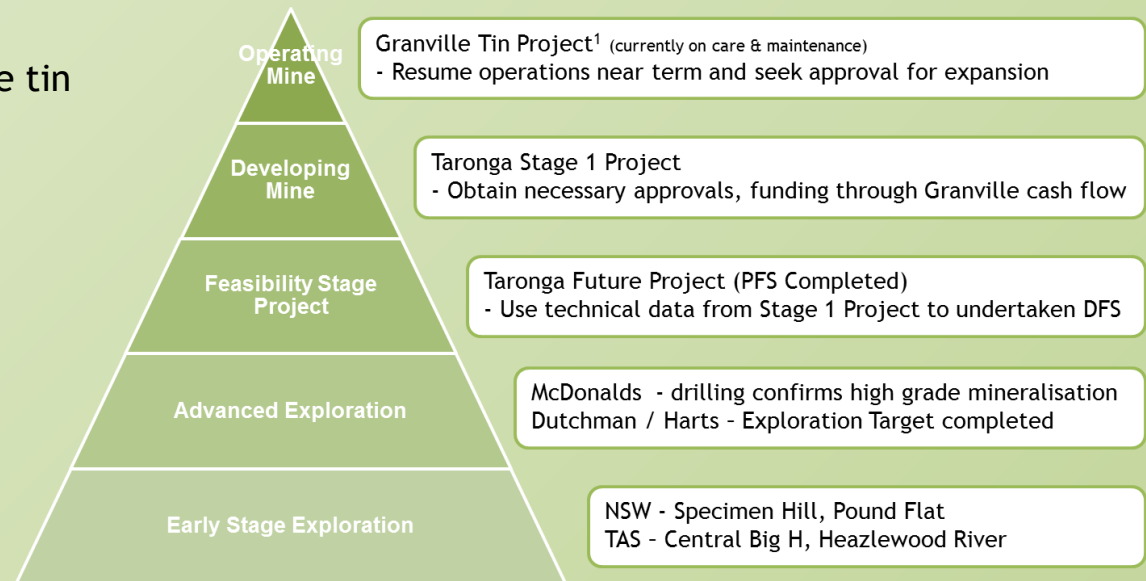 e tin
Operating
Mine
Granville Tin Project¹ (currently on care & maintenance)
- Resume operations near term and seek approval for expansion
Developing
Mine
Taronga Stage 1 Project
- Obtain necessary approvals, funding through Granville cash flow
Feasibility Stage
Project
Taronga Future Project (PFS Completed)
- Use technical data from Stage 1 Project to undertaken DFS
Advanced Exploration
McDonalds - drilling confirms high grade mineralisation
Dutchman / Harts – Exploration Target completed
Early Stage Exploration
NSW - Specimen Hill, Pound Flat
TAS – Central Big H, Heazlewood River